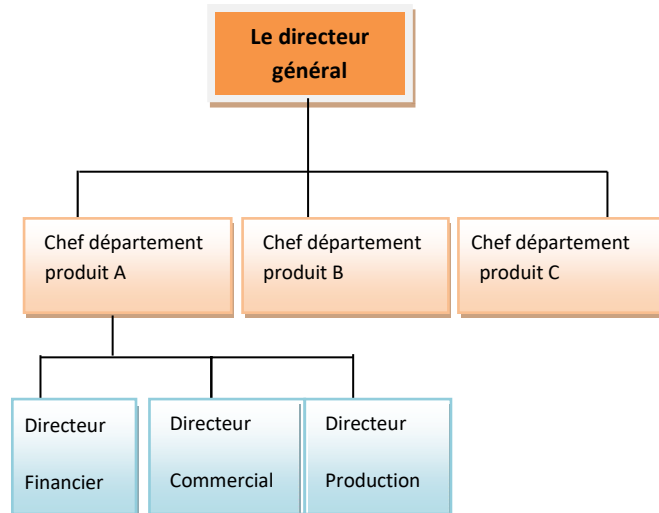 Le directeur
général
Chef département
produit A
Chef département
produit B
Chef département
produit C
Directeur
Financier
Directeur
Commercial
Directeur
Production